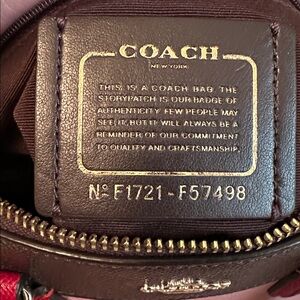 COACH
NEW YORK
THIS IS A COACH BAG. THE
STORYPATCH IS OUR BADGE OF
AUTHENTICITY. FEW PEOPLE MAY
SEE IT, BUT IT WILL ALWAYS BE A
REMINDER OF OUR COMMITMENT
TO QUALITY AND CRAFTSMANSHIP.
Nº F1721-F57498